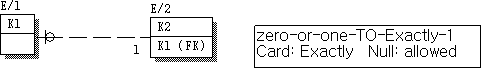 E/1
K1
E/2
K2
K1 (FK)
1
zero-or-one-TO-Exactly-1
Card: Exactly Null: allowed